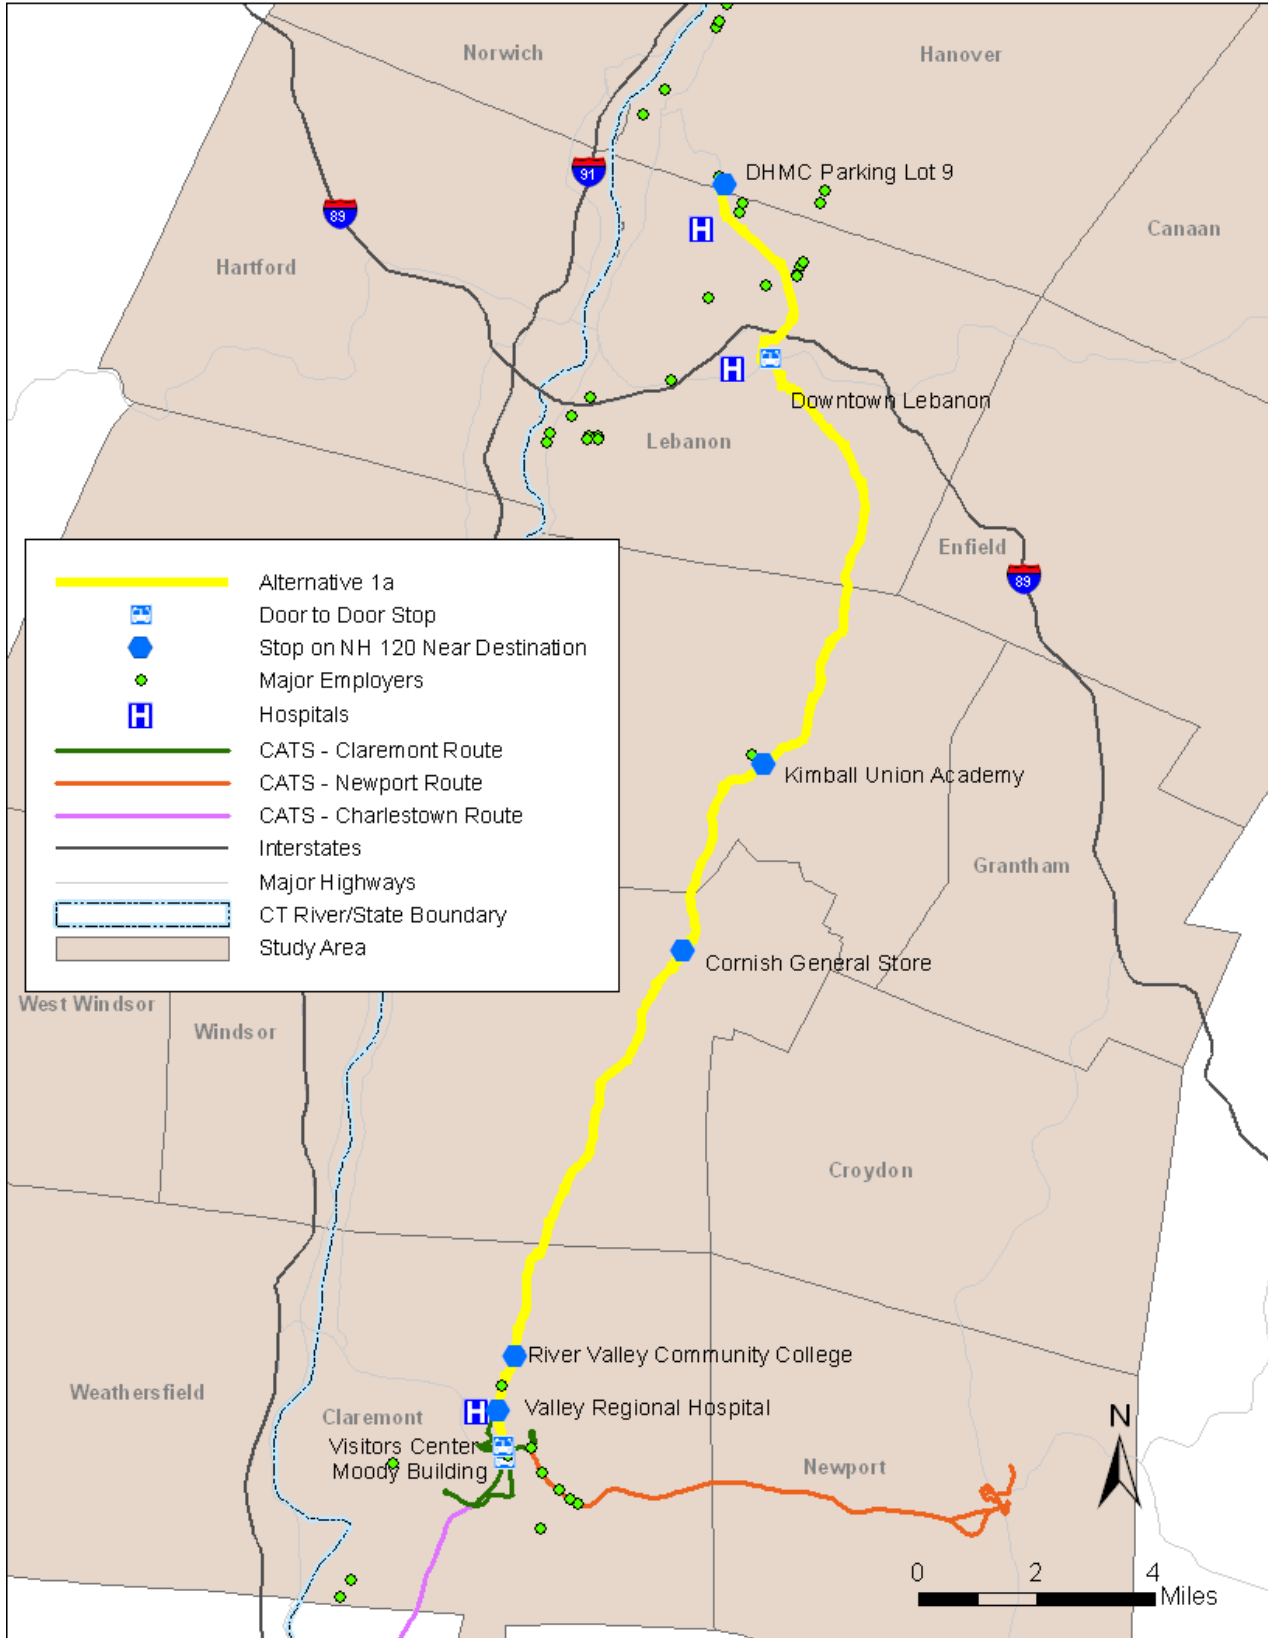 Norwich
Hanover
91
DHMC Parking Lot 9
89
H
Canaan
Hartford
H
Downtown Lebanon
Lebanon
Enfield
89
Alternative 1a
Door to Door Stop
Stop on NH 120 Near Destination
Major Employers
H
Hospitals
CATS - Claremont Route
CATS - Newport Route
CATS - Charlestown Route
Interstates
Major Highways
CT River/State Boundary
Study Area
Kimball Union Academy
Grantham
Cornish General Store
West Windsor
Windsor
Croydon
River Valley Community College
Weathersfield
H
Valley Regional Hospital
Claremont
Visitors Center
Moody Building
Newport
N
0 2 4
Miles